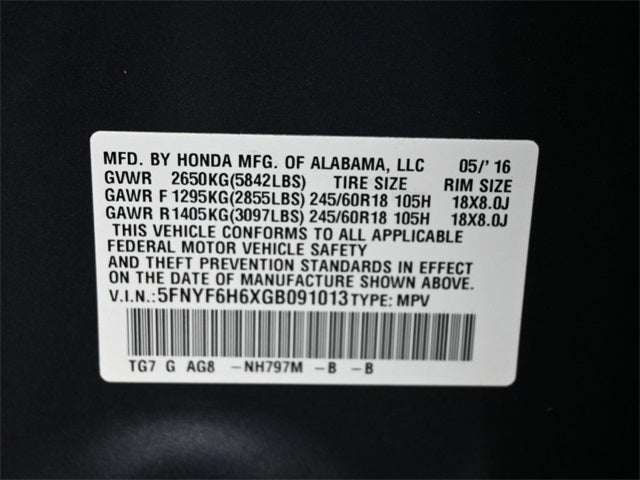 MFD. BY HONDA MFG. OF ALABAMA, LLC 05/' 16
GVWR 2650KG(5842LBS) TIRE SIZE RIM SIZE
GAWR F 1295KG(2855LBS) 245/60R18 105H 18X8.0J
GAWR R1405KG(3097LBS) 245/60R18 105H 18X8.0J
THIS VEHICLE CONFORMS TO ALL APPLICABLE
FEDERAL MOTOR VEHICLE SAFETY
AND THEFT PREVENTION STANDARDS IN EFFECT
ON THE DATE OF MANUFACTURE SHOWN ABOVE.
V.I.N.: 5FNYF6H6XGB091013 TYPE: MPV
TG7 G AG8 -NH797M -B -B